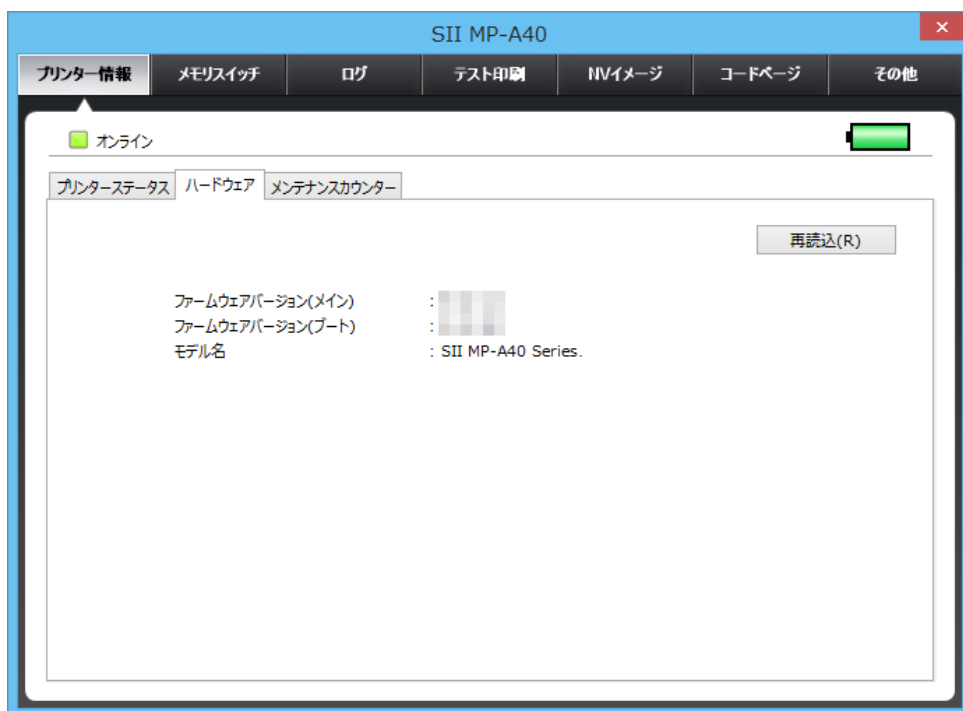 SII MP-A40
プリンター情報 メモリスイッチ ログ テスト印刷 NVイメージ コードページ その他
オンライン
プリンターステータス ハードウェア メンテナンスカウンター
再読込(R)
ファームウェアバージョン(メイン) :
ファームウェアバージョン(ブート) :
モデル名 : SII MP-A40 Series.